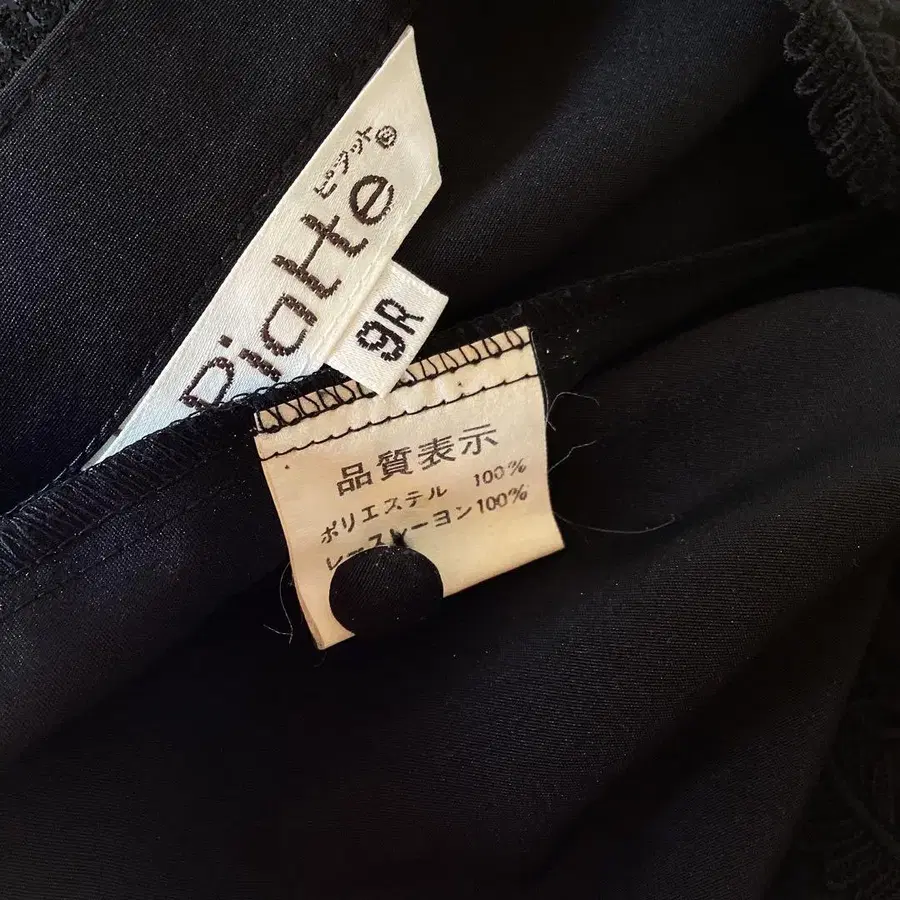 ピアット®
Piatte
9R
品質表示
ポリエステル 100%
レースレーヨン100%